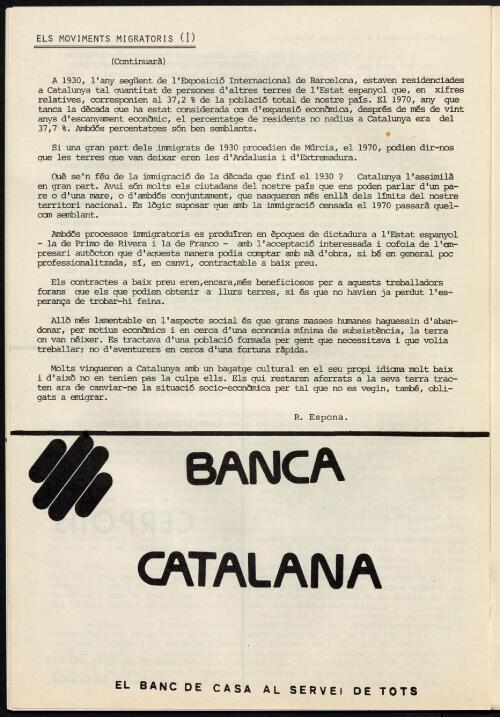 ELS MOVIMENTS MIGRATORIS (I)
(Continuarà)
A 1930, l'any següent de l'Exposició Internacional de Barcelona, estaven residenciades
a Catalunya tal quantitat de persones d'altres terres de l'Estat espanyol que, en xifres
relatives, corresponien al 37,2 % de la població total de nostre país. El 1970, any que
tanca la dècada que ha estat considerada com d'expansió econòmica, després de més de vint
anys d'escanyament econòmic, el percentatge de residents no nadius a Catalunya era del
37,7 %. Ambdós percentatges són ben semblants.
Si una gran part dels immigrats de 1930 procedien de Múrcia, el 1970, podien dir-nos
que les terres que van deixar eren les d'Andalusia i d'Extremadura.
Què se'n féu de la immigració de la dècada que finí el 1930 ? Catalunya l'assimilà
en gran part. Avui són molts els ciutadans del nostre país que ens poden parlar d'un pa-
re o d'una mare, o d'ambdós conjuntament, que nasqueren més enllà dels límits del nostre
territori nacional. Es lògic suposar que amb la immigració censada el 1970 passarà quel-
com semblant.
Ambdós processos immigratoris es produïren en èpoques de dictadura a l'Estat espanyol
- la de Primo de Rivera i la de Franco - amb l'acceptació interessada i cofoia de l'em-
presari autòcton que d'aquesta manera podia comptar amb mà d'obra, si bé en general poc
professionalitzada, sí, en canvi, contractable a baix preu.
Els contractes a baix preu eren,encara,més beneficiosos per a aquests treballadors
forans que els que podien obtenir a llurs terres, si és que no havien ja perdut l'es-
perança de trobar-hi feina.
Allò més lamentable en l'aspecte social és que grans masses humanes haguessin d'aban-
donar, per motius econòmics i en cerca d'una economia mínima de subsistència, la terra
on van néixer. Es tractava d'una població formada per gent que necessitava i que volia
treballar; no d'aventurers en cerca d'una fortuna ràpida.
Molts vingueren a Catalunya amb un bagatge cultural en el seu propi idioma molt baix
i d'això no en tenien pas la culpa ells. Els qui restaren aferrats a la seva terra trac-
ten ara de canviar-ne la situació socio-econòmica per tal que no es vegin, també, obli-
gats a emigrar.
R. Espona.
BANCA
CATALANA
EL BANC DE CASA AL SERVEI DE TOTS